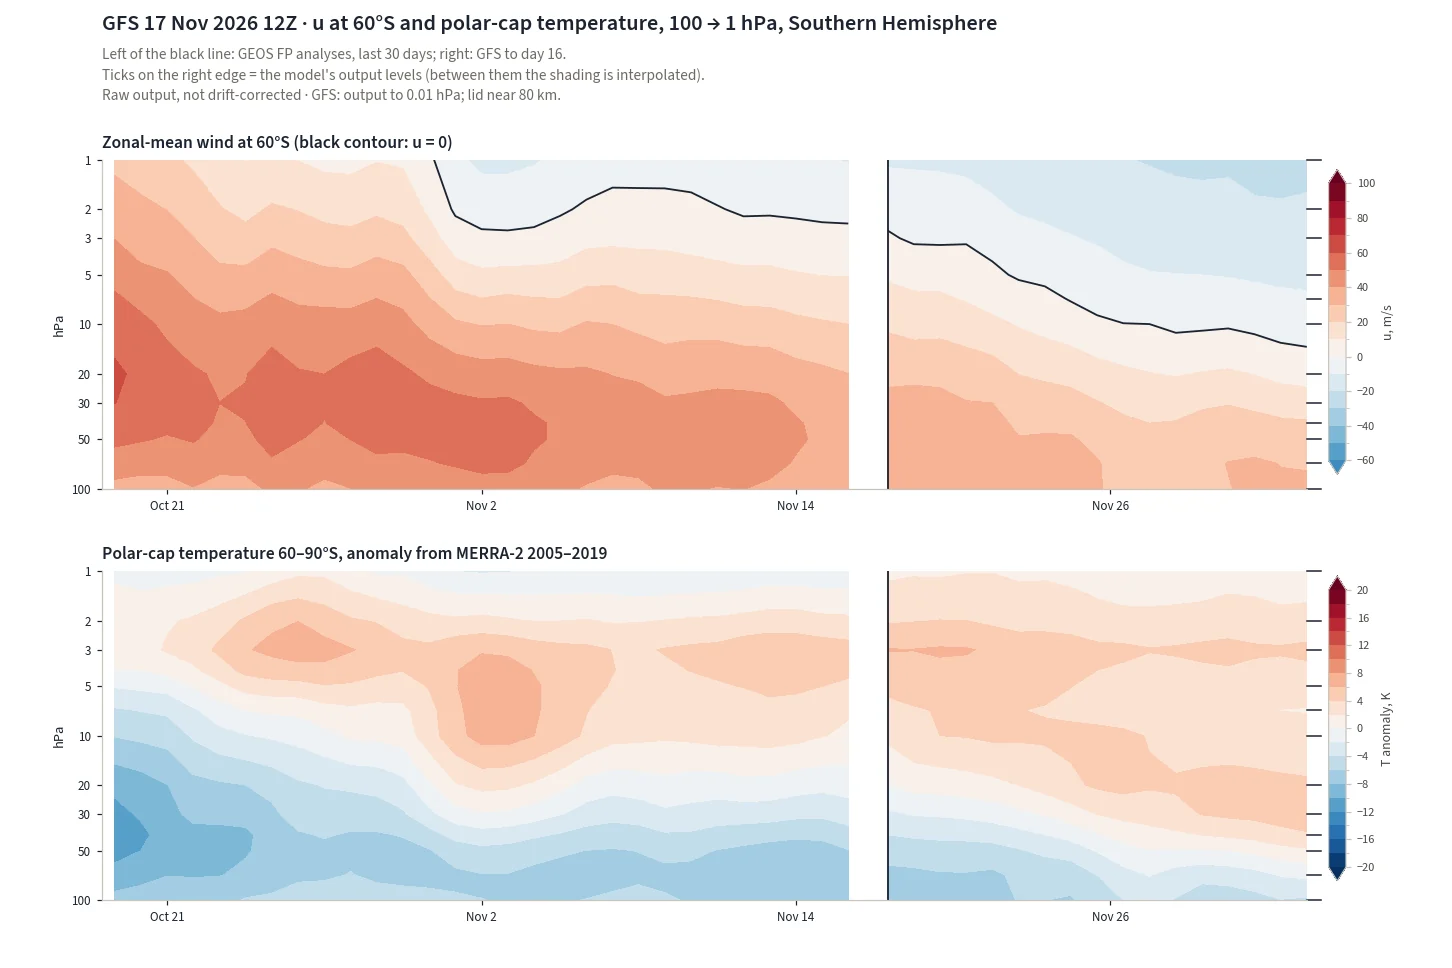 GFS 17 Nov 2026 12Z · u at 60°S and polar-cap temperature, 100 → 1 hPa, Southern Hemisphere
Left of the black line: GEOS FP analyses, last 30 days; right: GFS to day 16.
Ticks on the right edge = the model's output levels (between them the shading is interpolated).
Raw output, not drift-corrected · GFS: output to 0.01 hPa; lid near 80 km.
Zonal-mean wind at 60°S (black contour: u = 0)
1
2
3
5
10
20
30
50
100
hPa
Oct 21
Nov 2
Nov 14
Nov 26
100
80
60
40
20
0
−20
−40
−60
u, m/s
Polar-cap temperature 60–90°S, anomaly from MERRA-2 2005–2019
1
2
3
5
10
20
30
50
100
hPa
Oct 21
Nov 2
Nov 14
Nov 26
20
16
12
8
4
0
−4
−8
−12
−16
−20
T anomaly, K